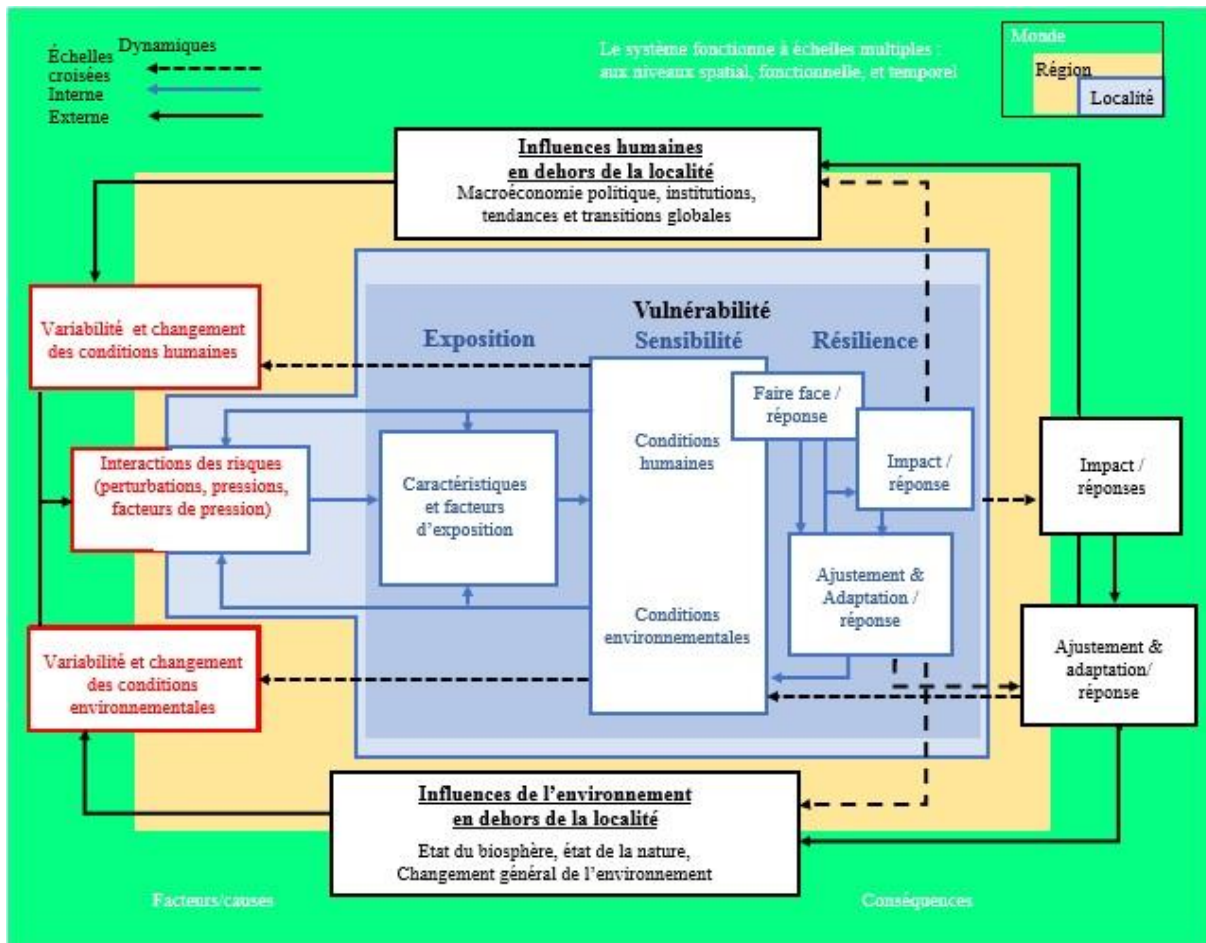 Dynamiques
Échelles
croisées
Interne
Externe
Le système fonctionne à échelles multiples :
aux niveaux spatial, fonctionnelle, et temporel
Monde
Région
Localité
Influences humaines
en dehors de la localité
Macroéconomie politique, institutions,
tendances et transitions globales
Variabilité et changement
des conditions humaines
Vulnérabilité
Exposition
Sensibilité
Résilience
Faire face /
réponse
Interactions des risques
(perturbations, pressions,
facteurs de pression)
Caractéristiques
et facteurs
d’exposition
Conditions
humaines
Impact /
réponse
Impact /
réponses
Ajustement &
Adaptation /
réponse
Conditions
environnementales
Variabilité et changement
des conditions
environnementales
Ajustement &
adaptation/
réponse
Influences de l’environnement
en dehors de la localité
Etat du biosphère, état de la nature,
Changement général de l’environnement
Facteurs/causes
Conséquences